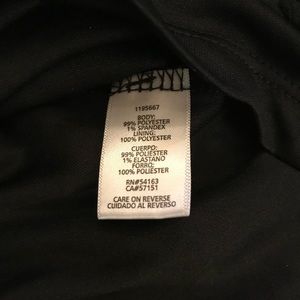 1195667
BODY:
99% POLYESTER
1% SPANDEX
LINING:
100% POLYESTER
CUERPO:
99% POLIESTER
1% ELASTANO
FORRO:
100% POLIESTER
RN#54163
CA#57151
CARE ON REVERSE
CUIDADO AL REVERSO